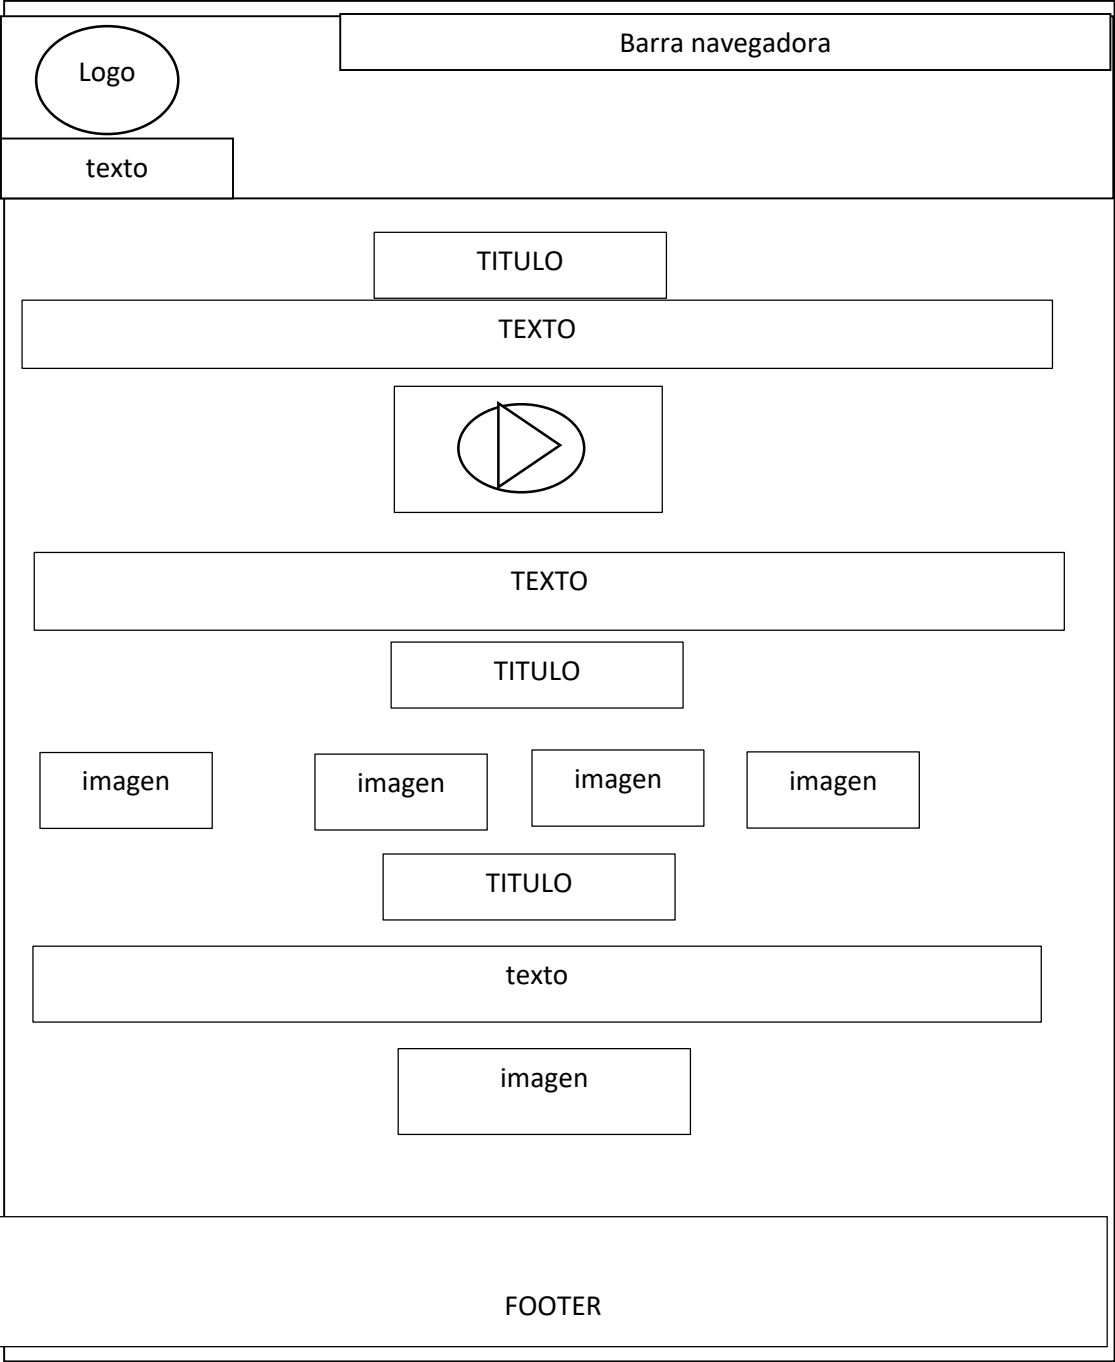 Barra navegadora
Logo
texto
TITULO
TEXTO
TEXTO
TITULO
imagen
imagen
imagen
imagen
TITULO
texto
imagen
FOOTER